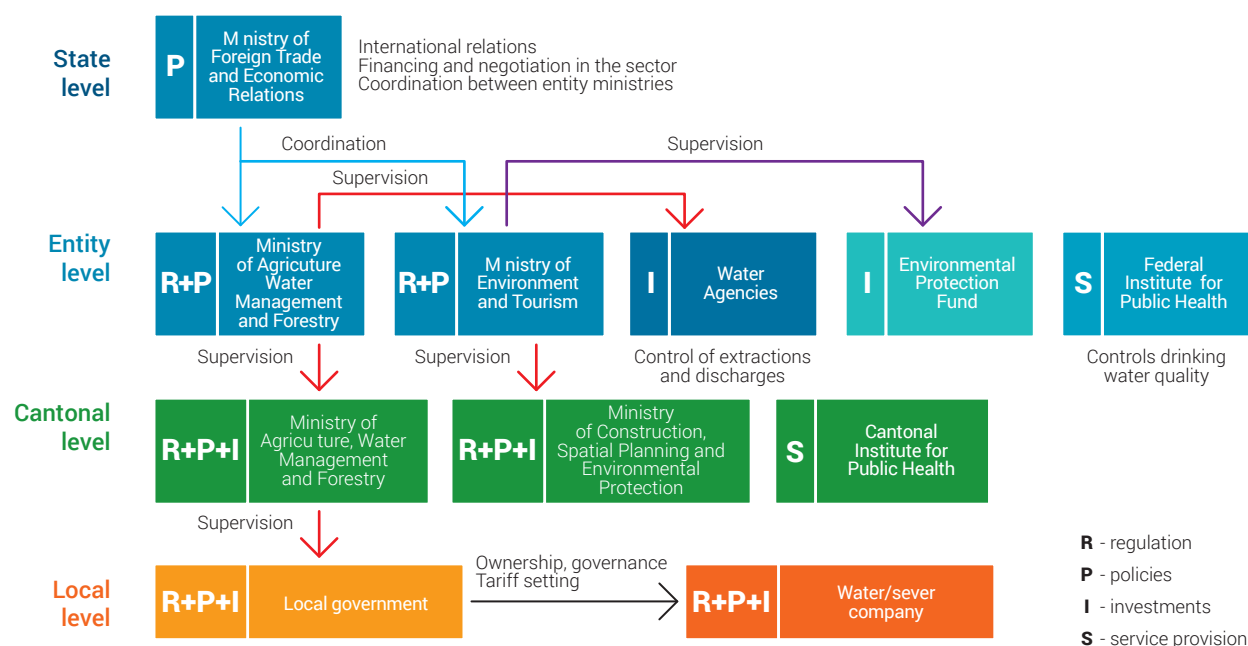 State
level
P
M nistry of
Foreign Trade
and Economic
Relations
International relations
Financing and negotiation in the sector
Coordination between entity ministries
Coordination
Supervision
Supervision
Entity
level
R+P
Ministry
of Agricuture
Water
Management
and Forestry
R+P
M nistry of
Environment
and Tourism
I
Water
Agencies
I
Environmental
Protection
Fund
S
Federal
Institute for
Public Health
Supervision
Supervision
Control of extractions
and discharges
Controls drinking
water quality
Cantonal
level
R+P+I
Ministry of
Agricu ture, Water
Management
and Forestry
R+P+I
Ministry
of Construction,
Spatial Planning and
Environmental
Protection
S
Cantonal
Institute for
Public Health
Supervision
Local
level
R+P+I
Local government
Ownership, governance
Tariff setting
R+P+I
Water/sever
company
R - regulation
P - policies
I - investments
S - service provision